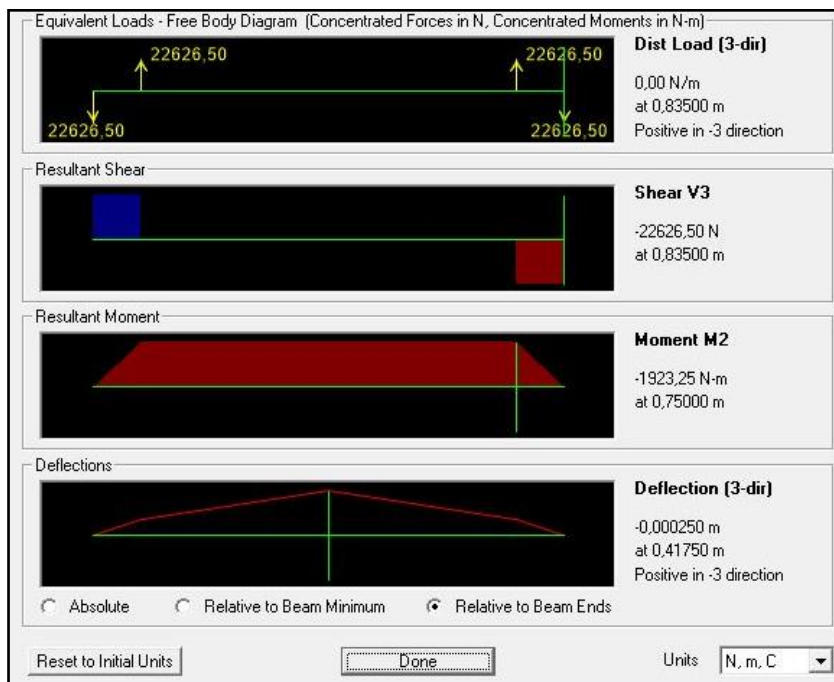 Equivalent Loads - Free Body Diagram (Concentrated Forces in N, Concentrated Moments in N-m)
22626,50
22626,50
22626,50
22626,50
Dist Load (3-dir)
0,00 N/m
at 0,83500 m
Positive in -3 direction
Resultant Shear
Shear V3
-22626,50 N
at 0,83500 m
Resultant Moment
Moment M2
-1923,25 N-m
at 0,75000 m
Deflections
Deflection (3-dir)
-0,000250 m
at 0,41750 m
Positive in -3 direction
Absolute
Relative to Beam Minimum
Relative to Beam Ends
Reset to Initial Units
Done
Units
N, m, C